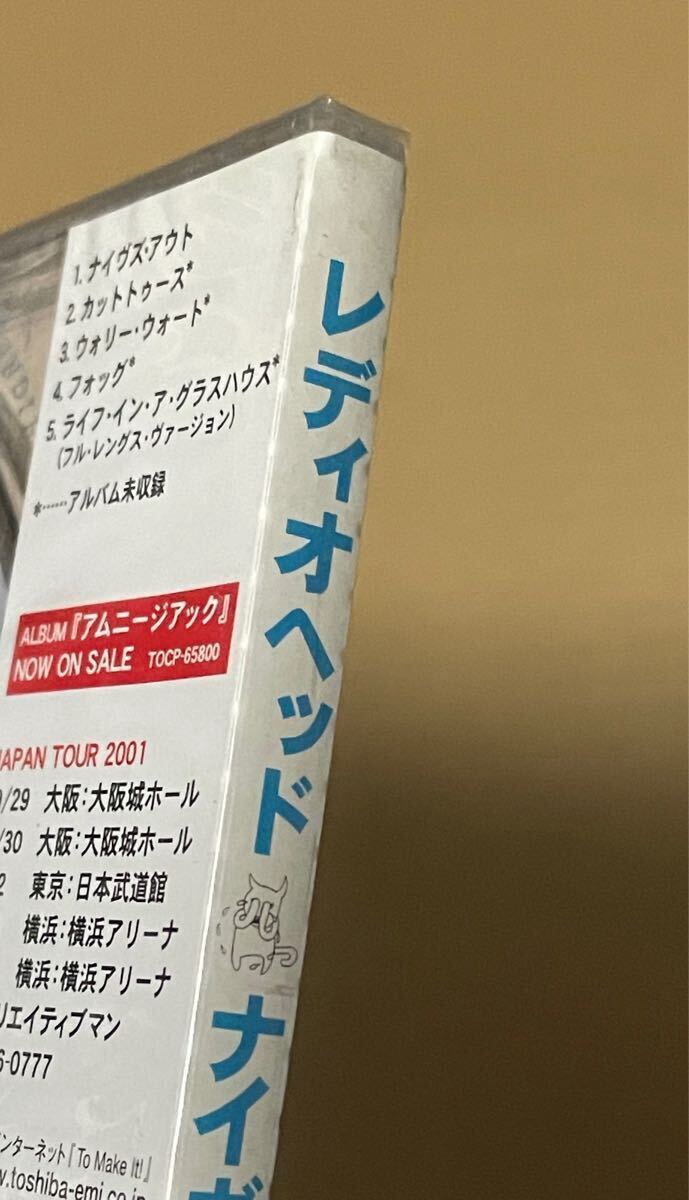 1. ナイヴズ・アウト
2. カットトゥース*
3. ウォリー・ウォート*
4. フォッグ*
5. ライフ・イン・ア・グラスハウス*
(フル・レングス・ヴァージョン)
*……アルバム未収録
ALBUM『アムニージアック』
NOW ON SALE TOCP-65800
JAPAN TOUR 2001
/29 大阪:大阪城ホール
/30 大阪:大阪城ホール
2 東京:日本武道館
横浜:横浜アリーナ
横浜:横浜アリーナ
リエイティブマン
6-0777
ンターネット『To Make It!』
w.toshiba-emi.co.jp
レディオヘッド ナイヴ